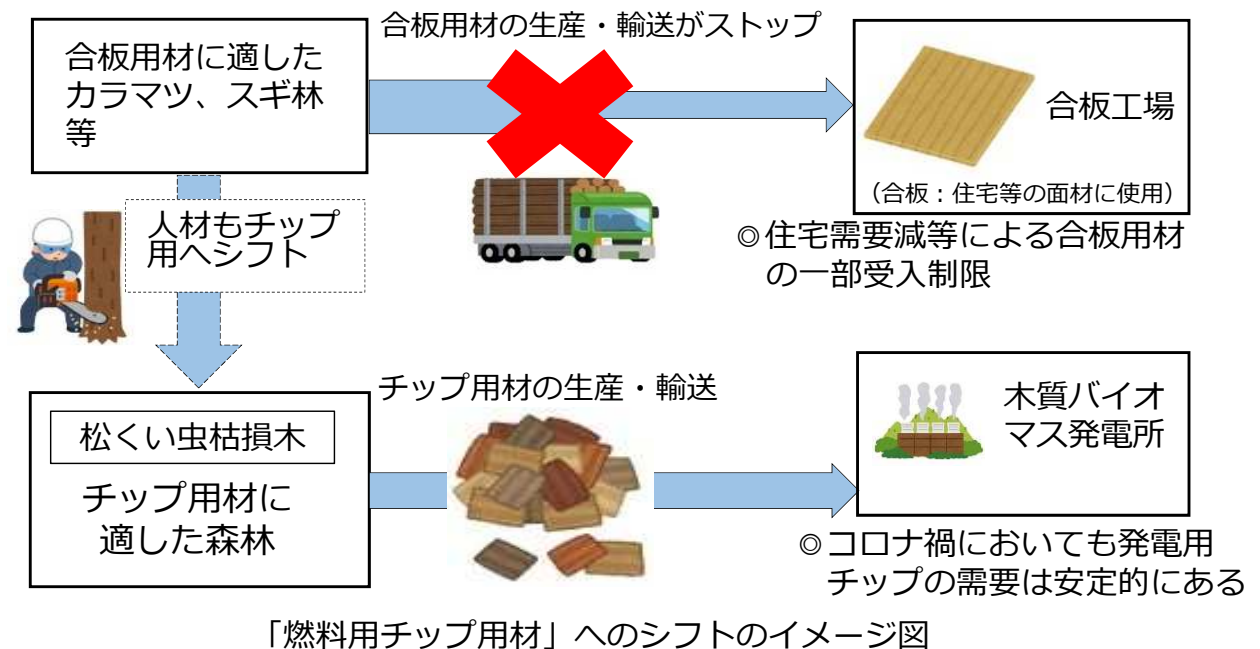 合板用材の生産・輸送がストップ
合板用材に適した
カラマツ、スギ林
等
合板工場
（合板：住宅等の面材に使用）
◎住宅需要減等による合板用材
の一部受入制限
人材もチップ
用へシフト
チップ用材の生産・輸送
松くい虫枯損木
チップ用材に
適した森林
木質バイオ
マス発電所
◎コロナ禍においても発電用
チップの需要は安定的にある
「燃料用チップ用材」へのシフトのイメージ図